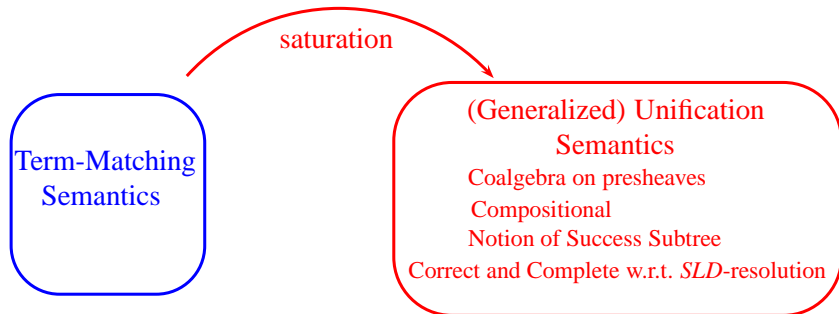 saturation
Term-Matching
Semantics
(Generalized) Unification
Semantics
Coalgebra on presheaves
Compositional
Notion of Success Subtree
Correct and Complete w.r.t. SLD-resolution